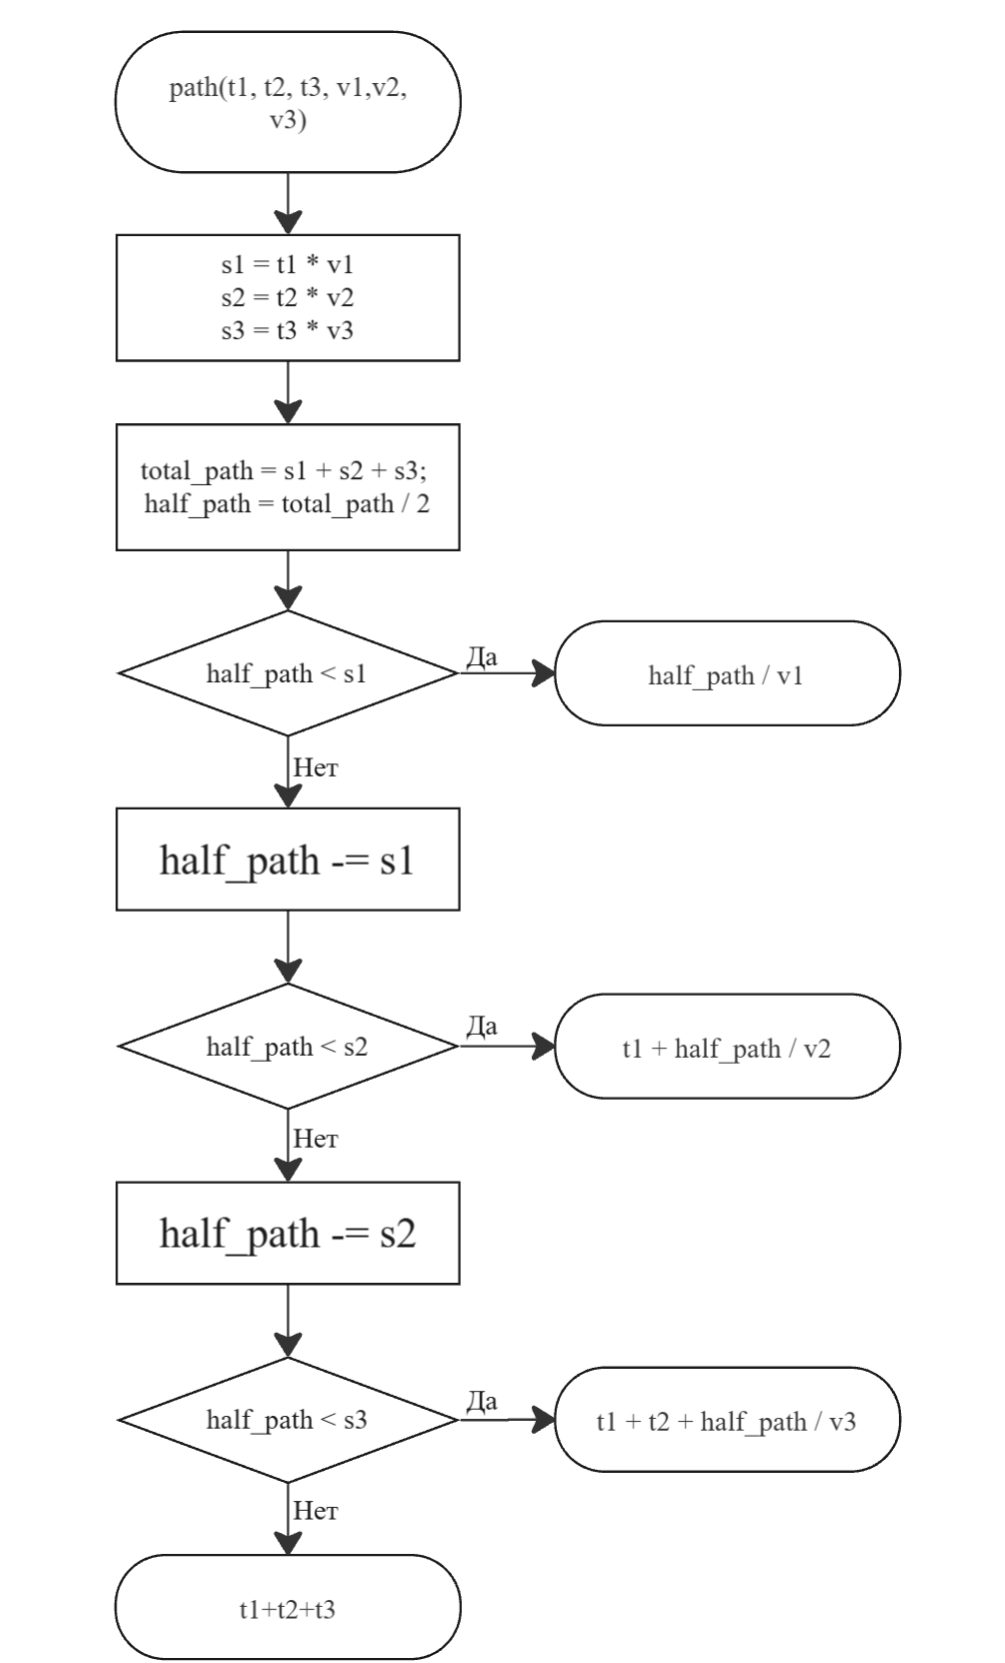 path(t1, t2, t3, v1,v2,
v3)
s1 = t1 * v1
s2 = t2 * v2
s3 = t3 * v3
total_path = s1 + s2 + s3;
half_path = total_path / 2
half_path < s1
Да
half_path / v1
Нет
half_path -= s1
half_path < s2
Да
t1 + half_path / v2
Нет
half_path -= s2
half_path < s3
Да
t1 + t2 + half_path / v3
Нет
t1+t2+t3